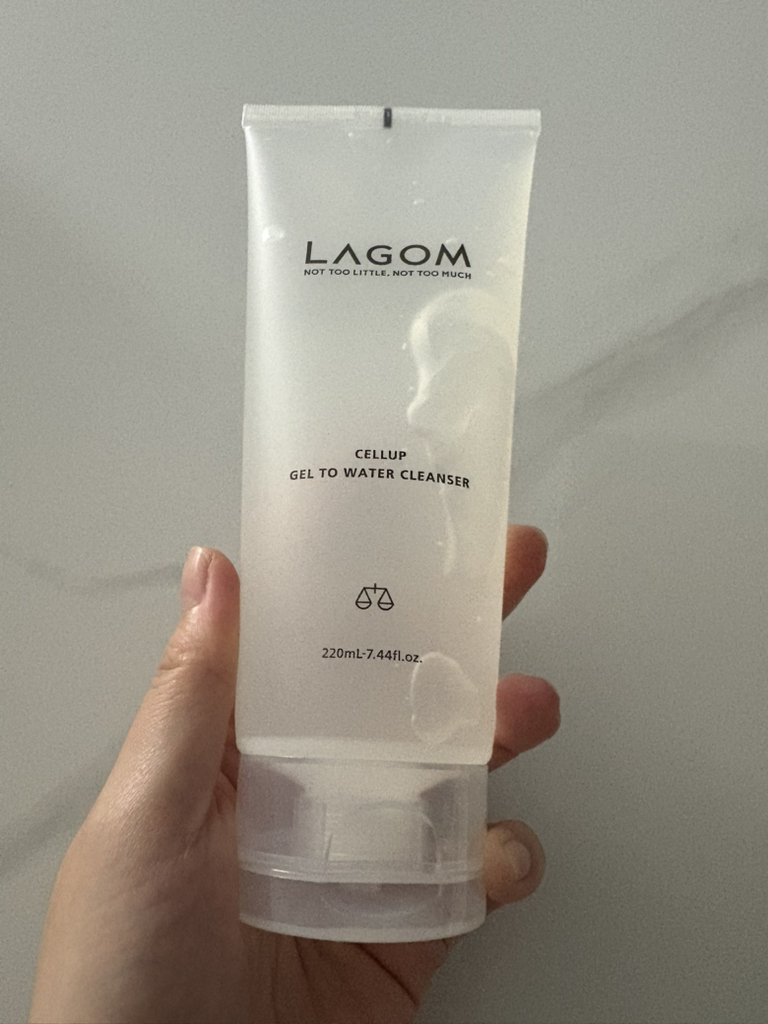 LAGOM
NOT TOO LITTLE, NOT TOO MUCH
CELLUP
GEL TO WATER CLEANSER
220mL-7.44fl.oz.